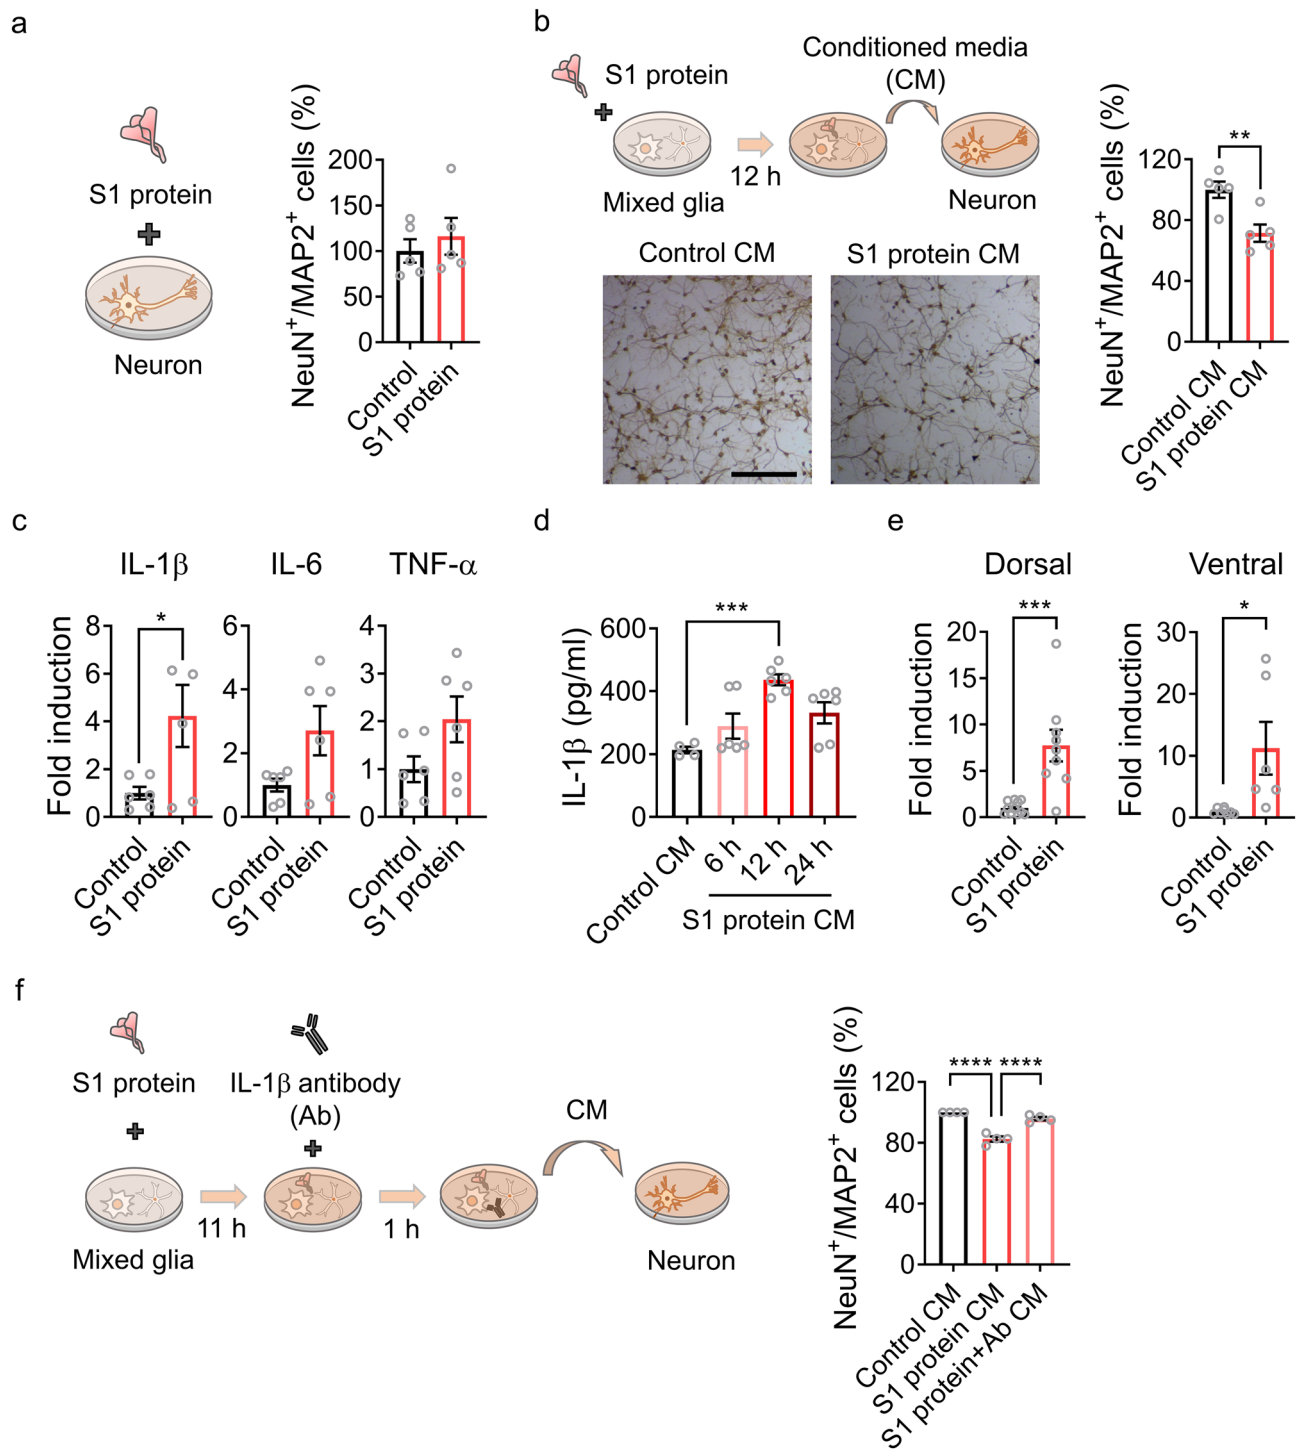 a
S1 protein
Neuron
NeuN+/MAP2+ cells (%)
200
150
100
50
0
Control
S1 protein
b
S1 protein
Mixed glia
12 h
Conditioned media
(CM)
Neuron
Control CM
S1 protein CM
NeuN+/MAP2+ cells (%)
**
120
80
40
0
Control CM
S1 protein CM
c
Fold induction
IL-1β
*
8
6
4
2
0
Control
S1 protein
IL-6
6
4
2
0
Control
S1 protein
TNF-α
4
3
2
1
0
Control
S1 protein
d
IL-1β (pg/ml)
***
600
400
200
0
Control CM
6 h
12 h
24 h
S1 protein CM
e
Dorsal
Fold induction
***
20
15
10
5
0
Control
S1 protein
Ventral
Fold induction
*
30
20
10
0
Control
S1 protein
f
S1 protein
Mixed glia
11 h
IL-1β antibody
(Ab)
1 h
CM
Neuron
NeuN+/MAP2+ cells (%)
**** ****
120
80
40
0
Control CM
S1 protein CM
S1 protein+Ab CM